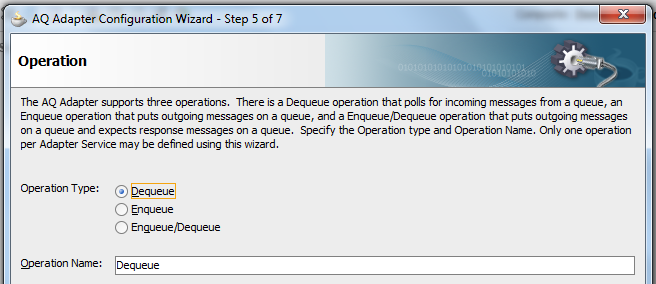 AQ Adapter Configuration Wizard - Step 5 of 7
Operation
0101010101010101010101010101
010101010101
The AQ Adapter supports three operations. There is a Dequeue operation that polls for incoming messages from a queue, an
Enqueue operation that puts outgoing messages on a queue, and a Enqueue/Dequeue operation that puts outgoing messages
on a queue and expects response messages on a queue. Specify the Operation type and Operation Name. Only one operation
per Adapter Service may be defined using this wizard.
Operation Type: Dequeue
Enqueue
Enqueue/Dequeue
Operation Name: Dequeue